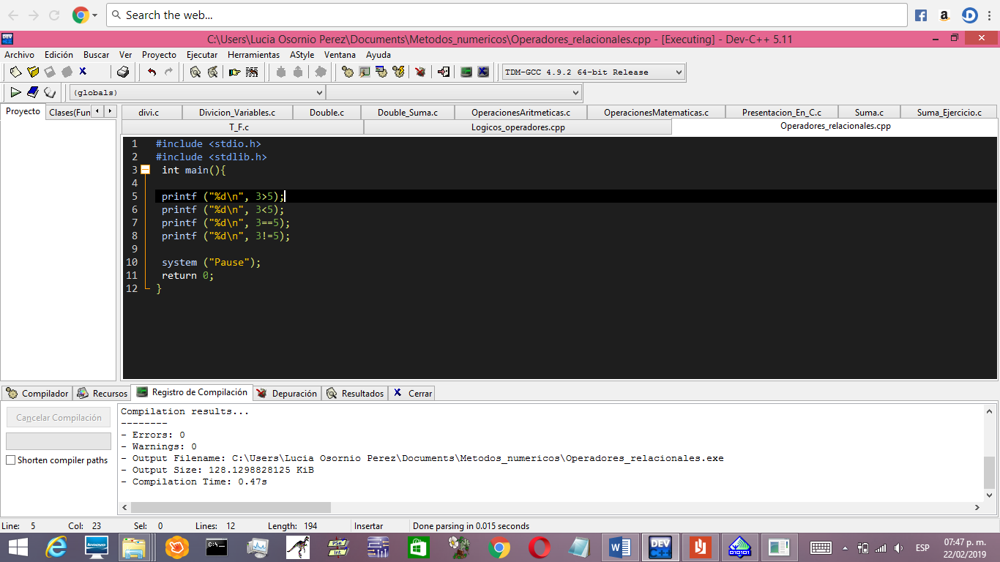 Search the web...
C:\Users\Lucia Osornio Perez\Documents\Metodos_numericos\Operadores_relacionales.cpp - [Executing] - Dev-C++ 5.11
Archivo Edición Buscar Ver Proyecto Ejecutar Herramientas AStyle Ventana Ayuda
TDM-GCC 4.9.2 64-bit Release
(globals)
Proyecto Clases(Fun
divi.c Divicion_Variables.c Double.c Double_Suma.c OperacionesAritmeticas.c OperacionesMatematicas.c Presentacion_En_C.c Suma.c Suma_Ejercicio.c
T_F.c Logicos_operadores.cpp Operadores_relacionales.cpp
1 #include <stdio.h>
2 #include <stdlib.h>
3 int main(){
4
5 printf ("%d\n", 3>5);
6 printf ("%d\n", 3<5);
7 printf ("%d\n", 3==5);
8 printf ("%d\n", 3!=5);
9
10 system ("Pause");
11 return 0;
12 }
Compilador Recursos Registro de Compilación Depuración Resultados Cerrar
Cancelar Compilación
Shorten compiler paths
Compilation results...
--------
- Errors: 0
- Warnings: 0
- Output Filename: C:\Users\Lucia Osornio Perez\Documents\Metodos_numericos\Operadores_relacionales.exe
- Output Size: 128.1298828125 KiB
- Compilation Time: 0.47s
Line: 5 Col: 23 Sel: 0 Lines: 12 Length: 194 Insertar Done parsing in 0.015 seconds
ESP
07:47 p. m.
22/02/2019